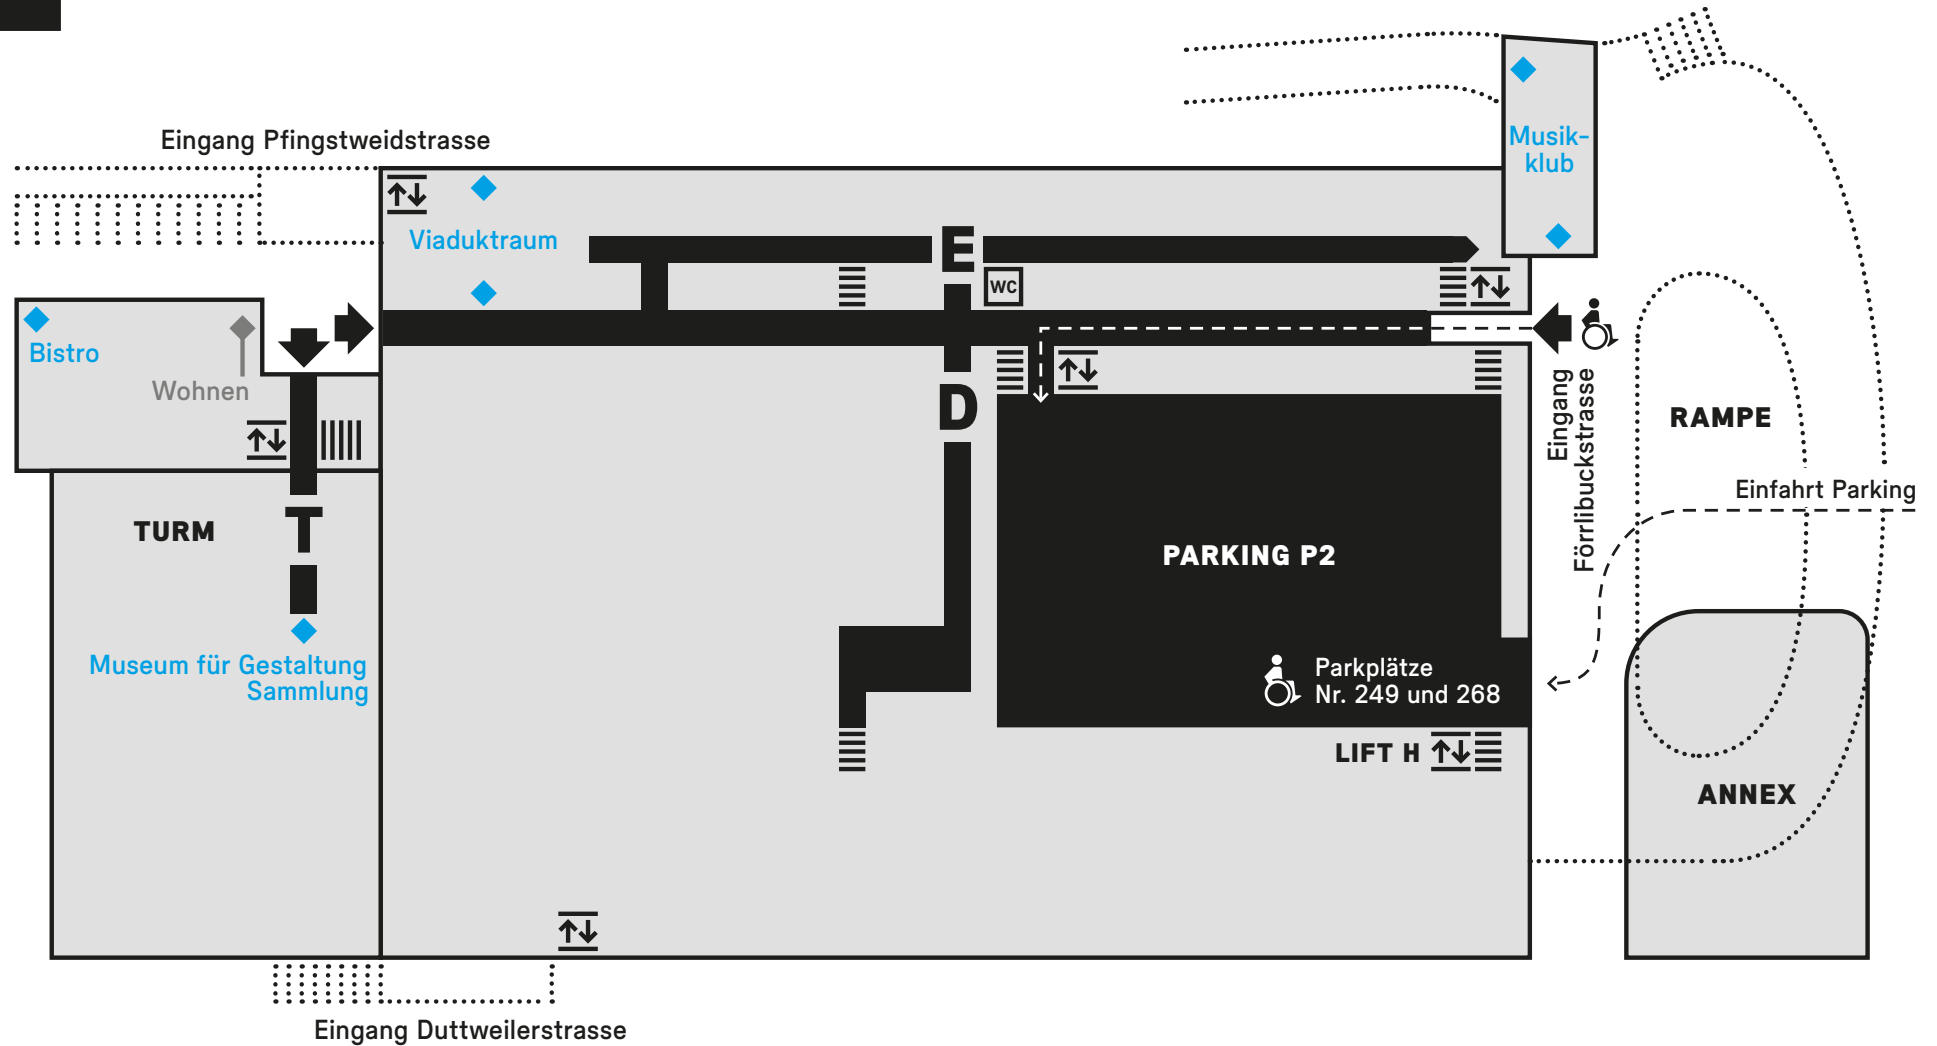 Eingang Pfingstweidstrasse
Musik-
klub
Viaduktraum
E
WC
Bistro
Wohnen
D
Eingang
Förrlibuckstrasse
RAMPE
Einfahrt Parking
TURM
T
PARKING P2
Museum für Gestaltung
Sammlung
Parkplätze
Nr. 249 und 268
LIFT H
ANNEX
Eingang Duttweilerstrasse